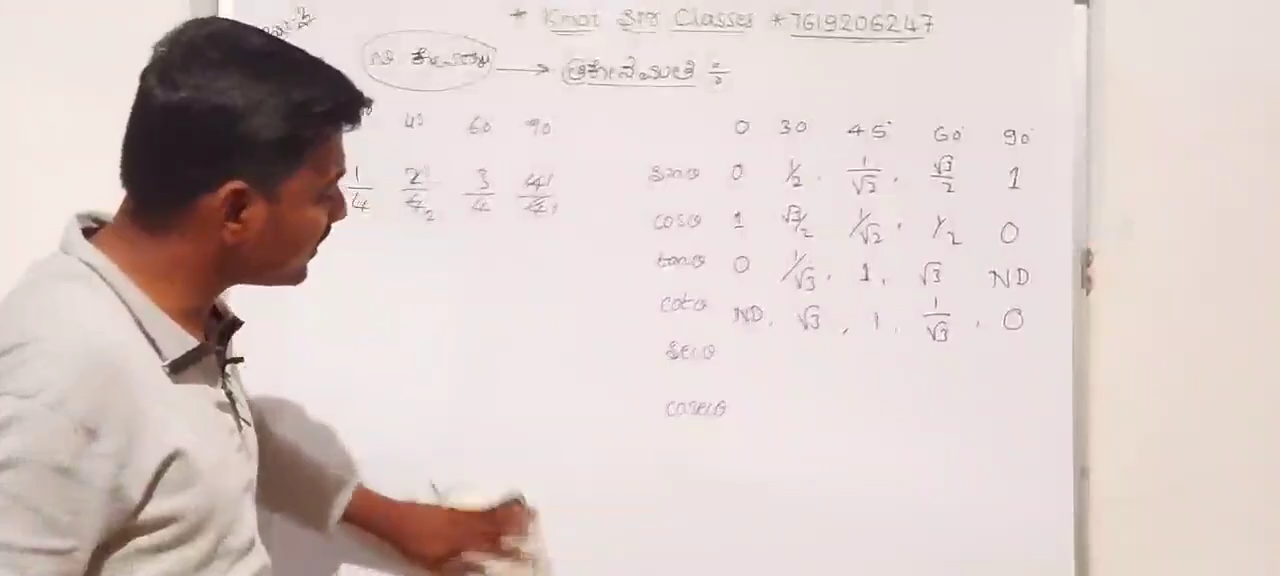 * Kmat Sir Classes * 7619206247
45 60 90
1/4 2/4 2 3/4 4/4
0 30° 45° 60° 90°
sinθ 0 1/2 . 1/√2 . √3/2 1
cosθ 1 √3/2 1/√2 . 1/2 0
tanθ 0 1/√3 . 1 . √3 ND
cotθ ND . √3 , 1 . 1/√3 . 0
secθ
cosecθ